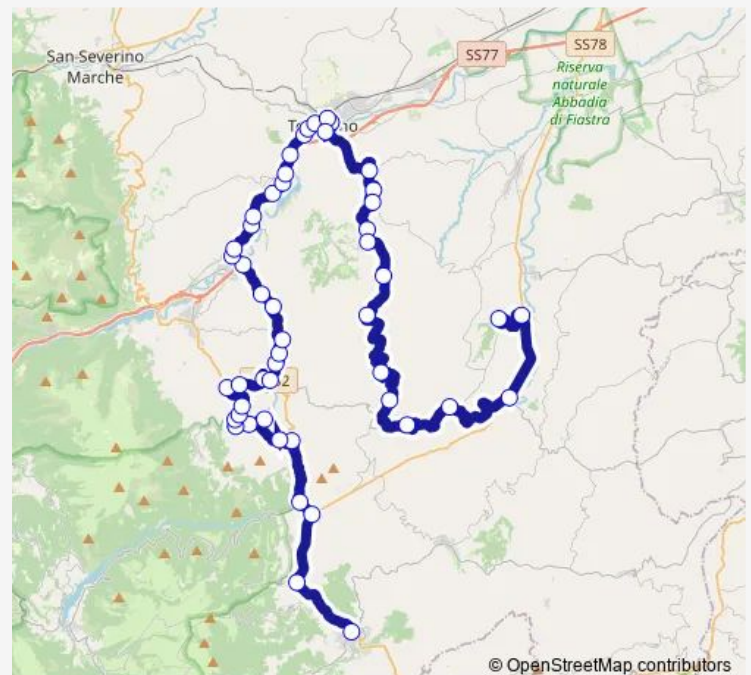 San Severino
Marche
SS77
SS78
Riserva
naturale
Abbadia
di Fiastra
© OpenStreetMap contributors